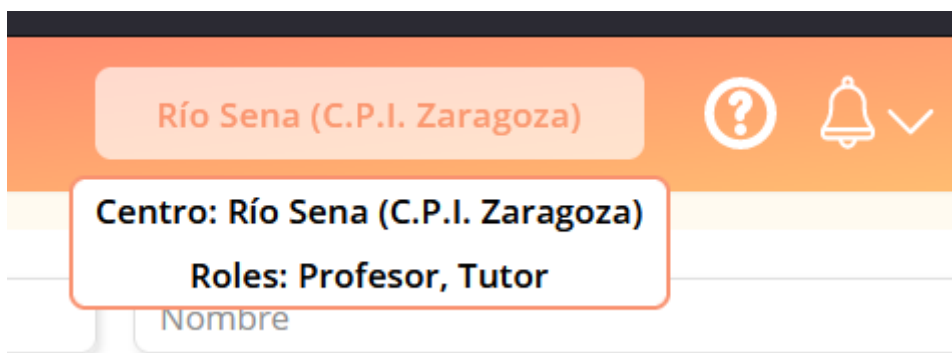 Río Sena (C.P.I. Zaragoza)
Centro: Río Sena (C.P.I. Zaragoza)
Roles: Profesor, Tutor
Nombre